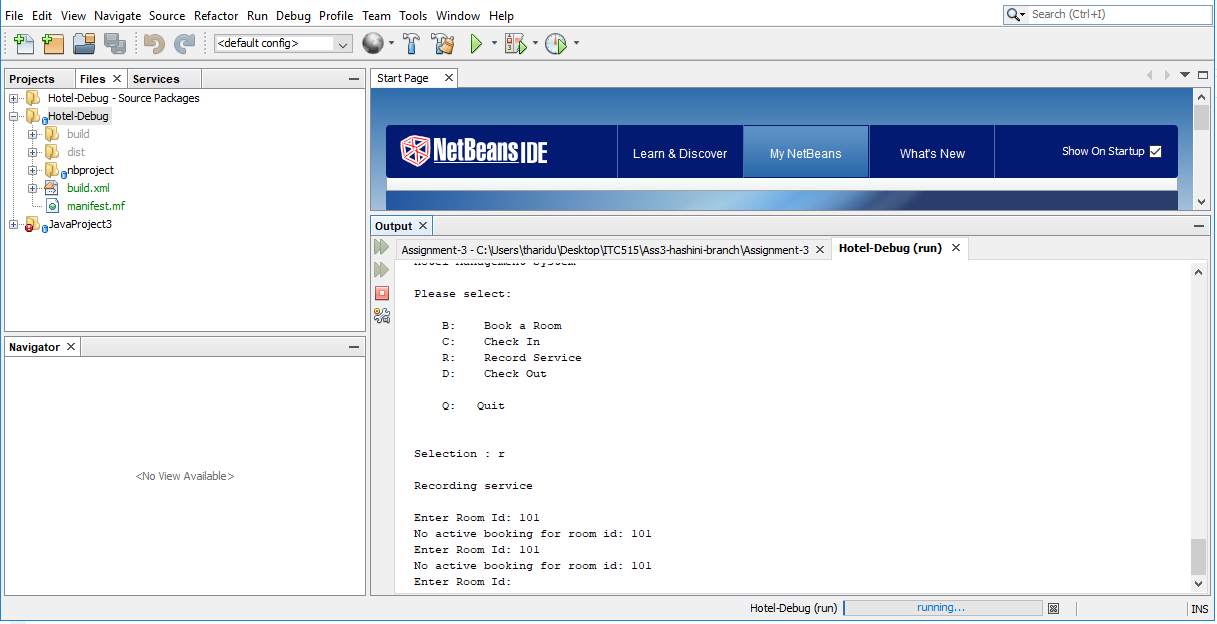 File Edit View Navigate Source Refactor Run Debug Profile Team Tools Window Help
Search (Ctrl+I)
<default config>
Projects Files Services
Hotel-Debug - Source Packages
Hotel-Debug
build
dist
nbproject
build.xml
manifest.mf
JavaProject3
Navigator
<No View Available>
Start Page
NetBeans IDE
Learn & Discover
My NetBeans
What's New
Show On Startup
Output
Assignment-3 - C:\Users\tharidu\Desktop\ITC515\Ass3-hashini-branch\Assignment-3
Hotel-Debug (run)
Hotel Management System
Please select:
B: Book a Room
C: Check In
R: Record Service
D: Check Out
Q: Quit
Selection : r
Recording service
Enter Room Id: 101
No active booking for room id: 101
Enter Room Id: 101
No active booking for room id: 101
Enter Room Id:
Hotel-Debug (run) running... INS